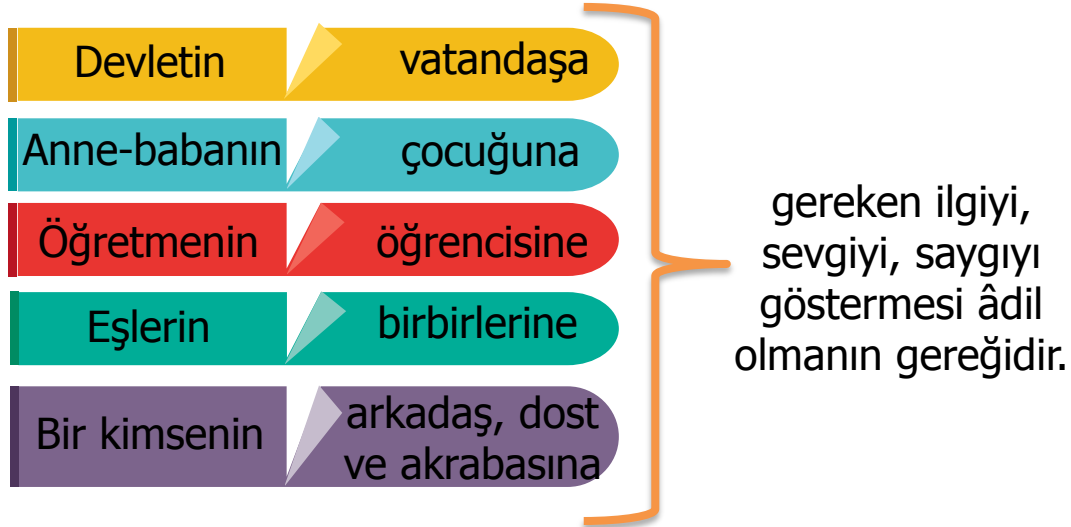 Devletin vatandaşa
Anne-babanın çocuğuna
Öğretmenin öğrencisine
Eşlerin birbirlerine
Bir kimsenin arkadaş, dost
ve akrabasına
gereken ilgiyi,
sevgiyi, saygıyı
göstermesi âdil
olmanın gereğidir.